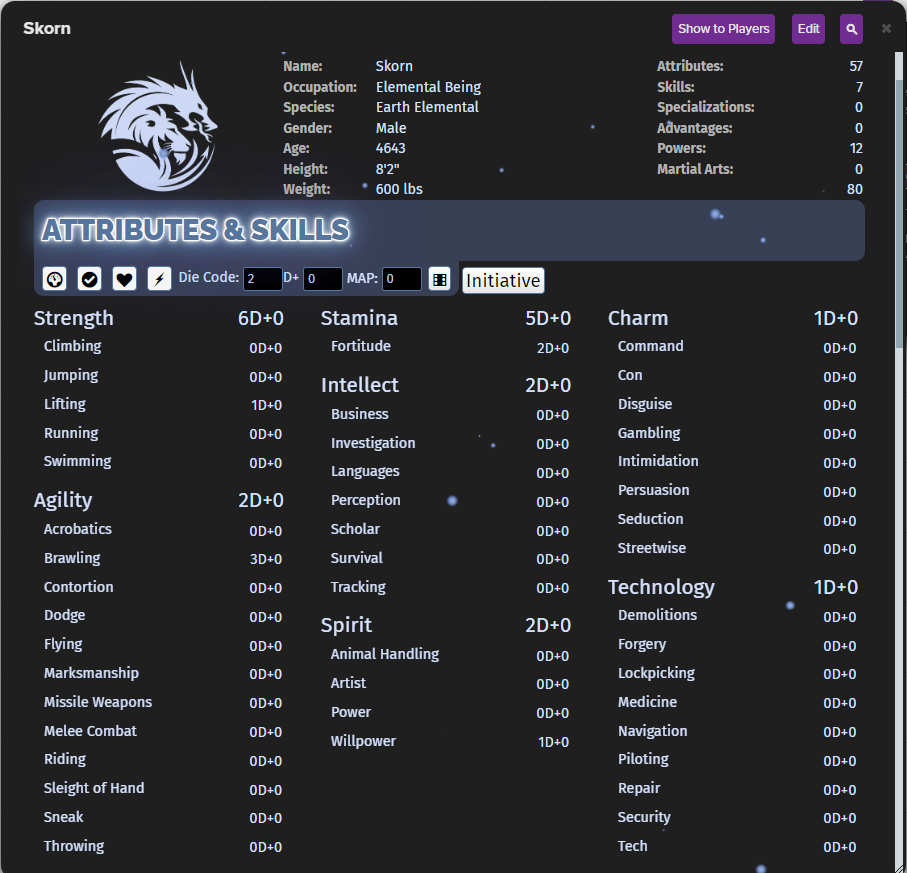 Skorn
Show to Players Edit
Name: Skorn
Occupation: Elemental Being
Species: Earth Elemental
Gender: Male
Age: 4643
Height: 8'2"
Weight: 600 lbs
Attributes: 57
Skills: 7
Specializations: 0
Advantages: 0
Powers: 12
Martial Arts: 0
80
ATTRIBUTES & SKILLS
Die Code: 2 D+ 0 MAP: 0 Initiative
Strength 6D+0
Climbing 0D+0
Jumping 0D+0
Lifting 1D+0
Running 0D+0
Swimming 0D+0
Agility 2D+0
Acrobatics 0D+0
Brawling 3D+0
Contortion 0D+0
Dodge 0D+0
Flying 0D+0
Marksmanship 0D+0
Missile Weapons 0D+0
Melee Combat 0D+0
Riding 0D+0
Sleight of Hand 0D+0
Sneak 0D+0
Throwing 0D+0
Stamina 5D+0
Fortitude 2D+0
Intellect 2D+0
Business 0D+0
Investigation 0D+0
Languages 0D+0
Perception 0D+0
Scholar 0D+0
Survival 0D+0
Tracking 0D+0
Spirit 2D+0
Animal Handling 0D+0
Artist 0D+0
Power 0D+0
Willpower 1D+0
Charm 1D+0
Command 0D+0
Con 0D+0
Disguise 0D+0
Gambling 0D+0
Intimidation 0D+0
Persuasion 0D+0
Seduction 0D+0
Streetwise 0D+0
Technology 1D+0
Demolitions 0D+0
Forgery 0D+0
Lockpicking 0D+0
Medicine 0D+0
Navigation 0D+0
Piloting 0D+0
Repair 0D+0
Security 0D+0
Tech 0D+0